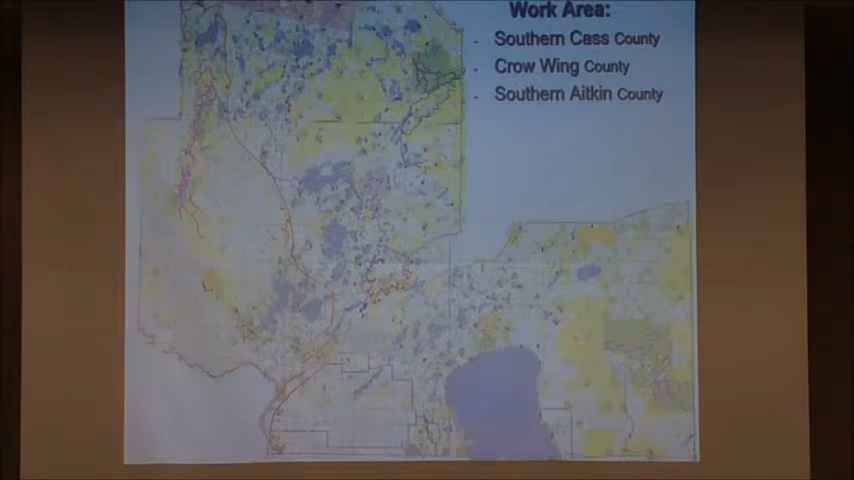 Work Area:
- Southern Cass County
- Crow Wing County
- Southern Aitkin County